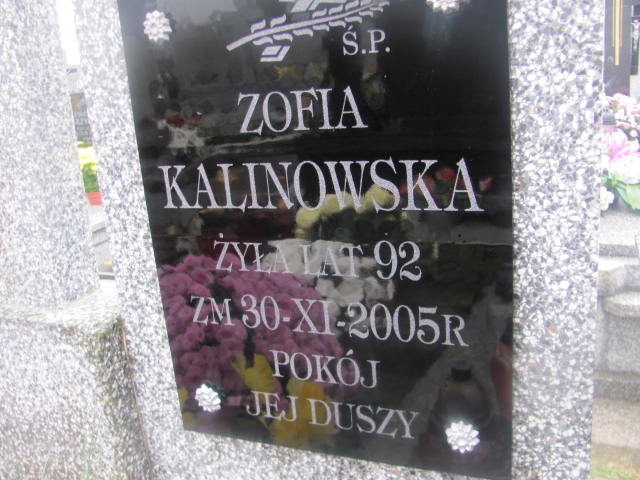 Ś.P.
ZOFIA
KALINOWSKA
ŻYŁA LAT 92
ZM 30-XI-2005R
POKÓJ
JEJ DUSZY